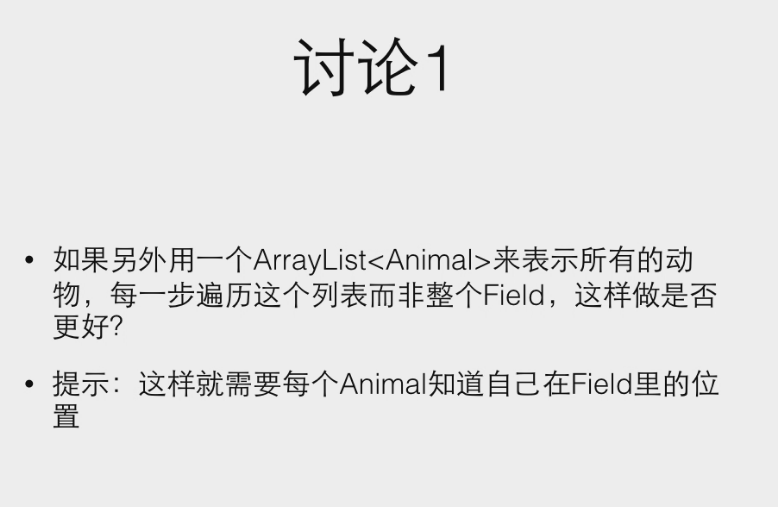 讨论1
• 如果另外用一个ArrayList<Animal>来表示所有的动
物，每一步遍历这个列表而非整个Field，这样做是否
更好？
• 提示：这样就需要每个Animal知道自己在Field里的位
置